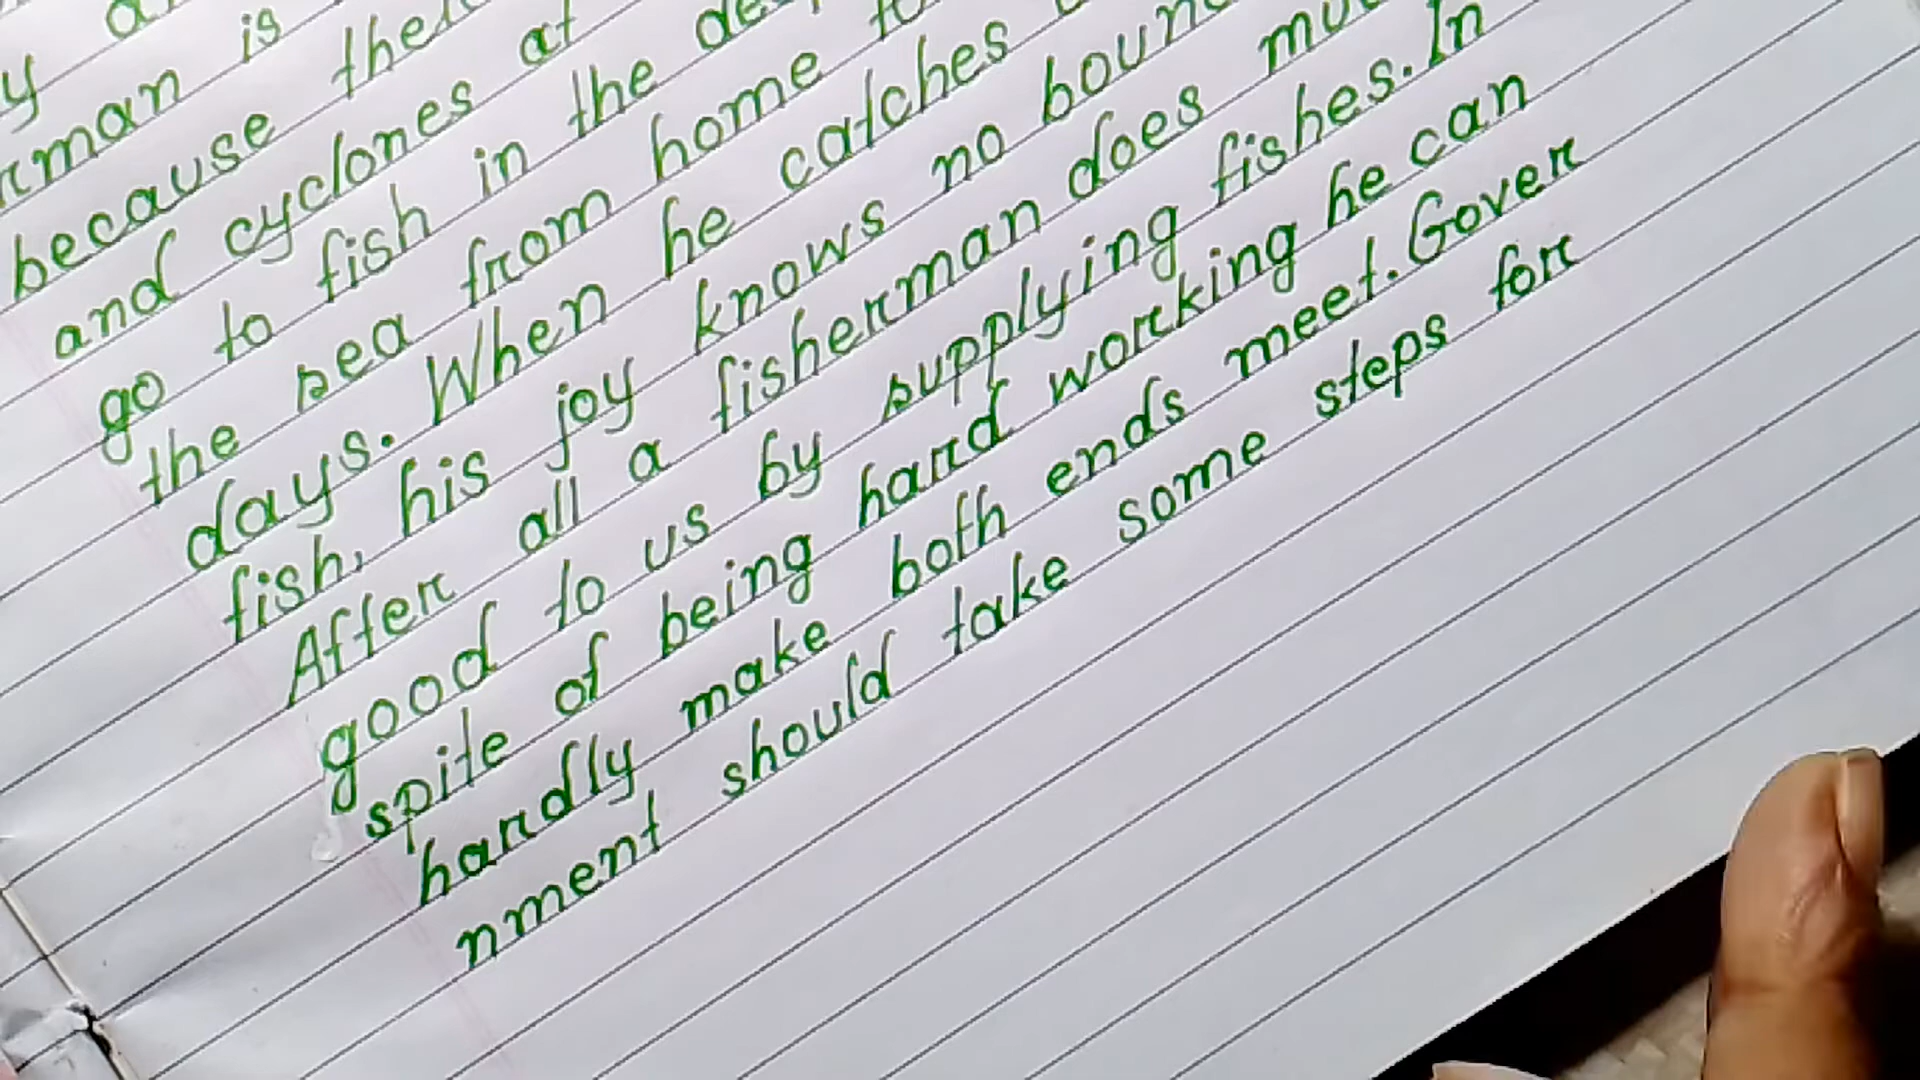 is
because
and cyclones at
go to fish in the
the sea from home
days. When he catches
fish, his joy knows no
After all a fisherman does
good to us by supplying fishes. In
spite of being hard working he can
hardly make both ends meet. Gover
nment should take some steps for